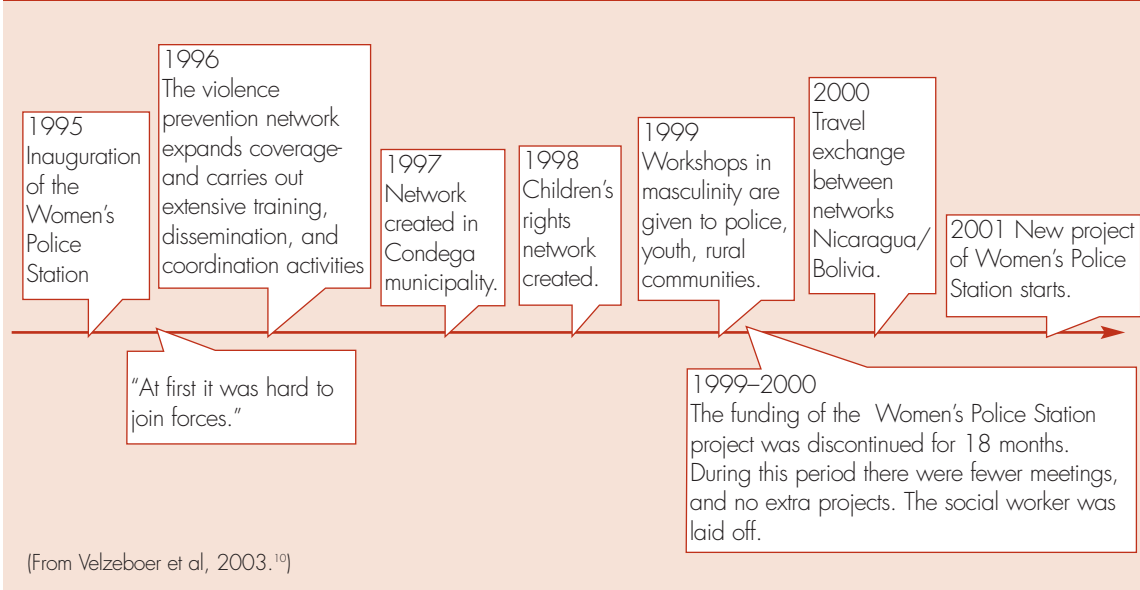 1995
Inauguration
of the
Women's
Police
Station
1996
The violence
prevention network
expands coverage-
and carries out
extensive training,
dissemination, and
coordination activities
1997
Network
created in
Condega
municipality.
1998
Children's
rights
network
created.
1999
Workshops in
masculinity are
given to police,
youth, rural
communities.
2000
Travel
exchange
between
networks
Nicaragua/
Bolivia.
2001 New project
of Women's Police
Station starts.
"At first it was hard to
join forces."
1999–2000
The funding of the Women's Police Station
project was discontinued for 18 months.
During this period there were fewer meetings,
and no extra projects. The social worker was
laid off.
(From Velzeboer et al, 2003.¹⁰)